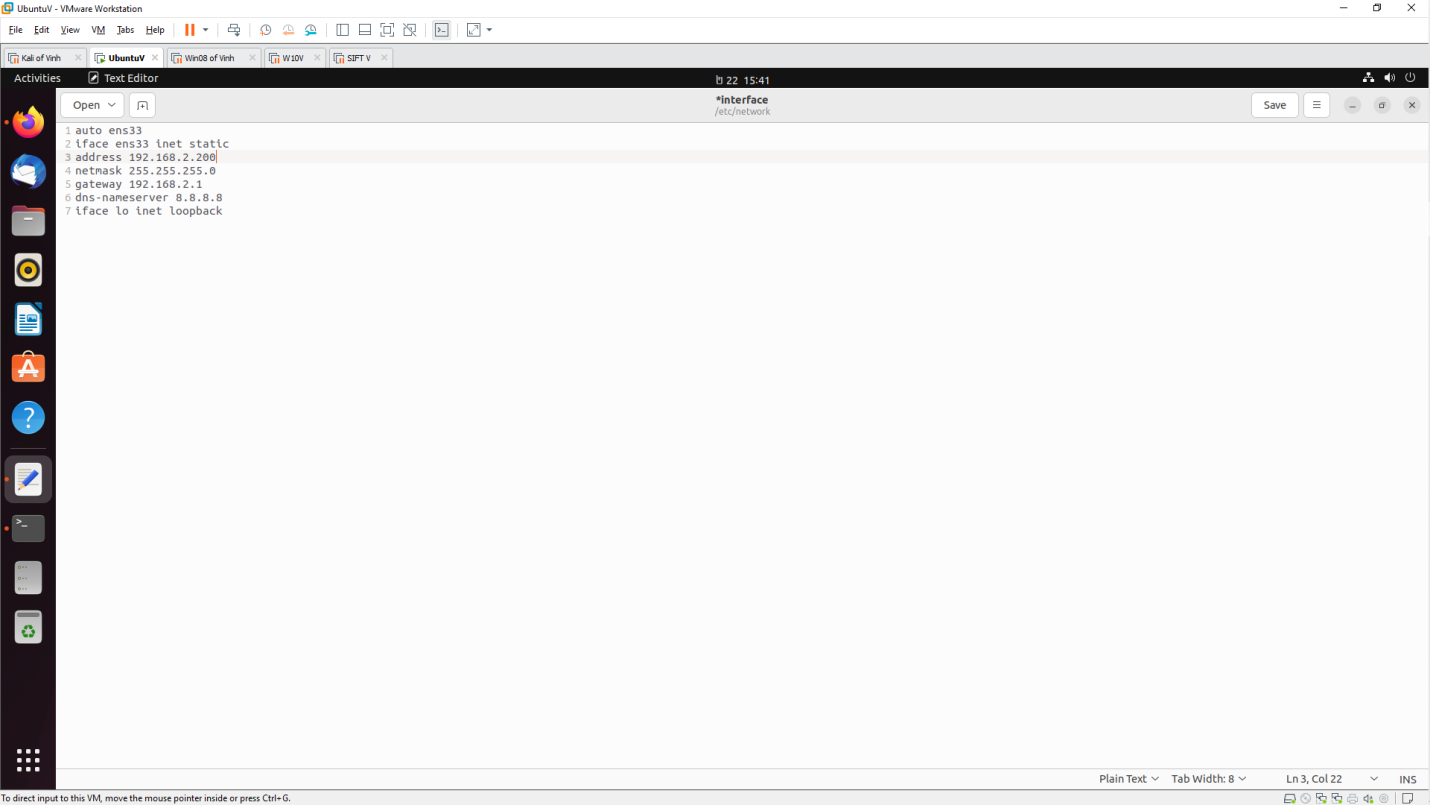 UbuntuV - VMware Workstation
File Edit View VM Tabs Help
Kali of Vinh UbuntuV Win08 of Vinh W10V SIFT V
Activities Text Editor 22 15:41
Open *interface Save
/etc/network
1 auto ens33
2 iface ens33 inet static
3 address 192.168.2.200
4 netmask 255.255.255.0
5 gateway 192.168.2.1
6 dns-nameserver 8.8.8.8
7 iface lo inet loopback
Plain Text Tab Width: 8 Ln 3, Col 22 INS
To direct input to this VM, move the mouse pointer inside or press Ctrl+G.